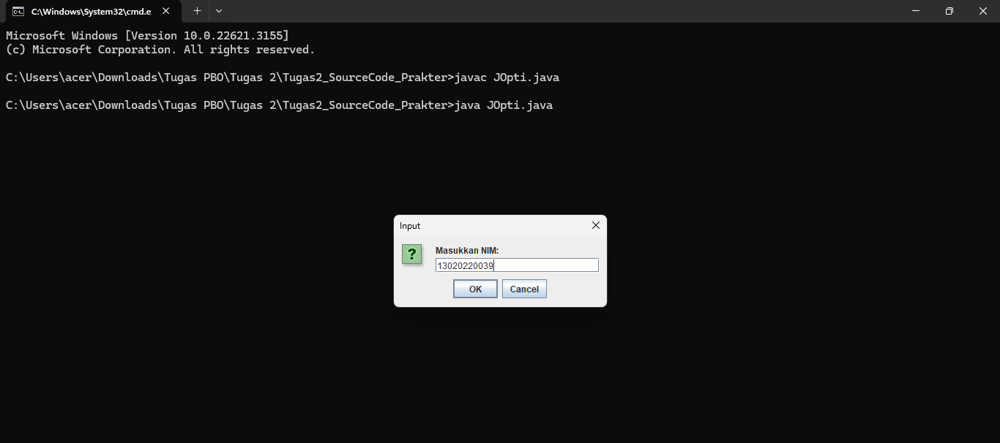 C:\Windows\System32\cmd.e
Microsoft Windows [Version 10.0.22621.3155]
(c) Microsoft Corporation. All rights reserved.
C:\Users\acer\Downloads\Tugas PBO\Tugas 2\Tugas2_SourceCode_Prakter>javac JOpti.java
C:\Users\acer\Downloads\Tugas PBO\Tugas 2\Tugas2_SourceCode_Prakter>java JOpti.java
Input
?
Masukkan NIM:
13020220039
OK Cancel